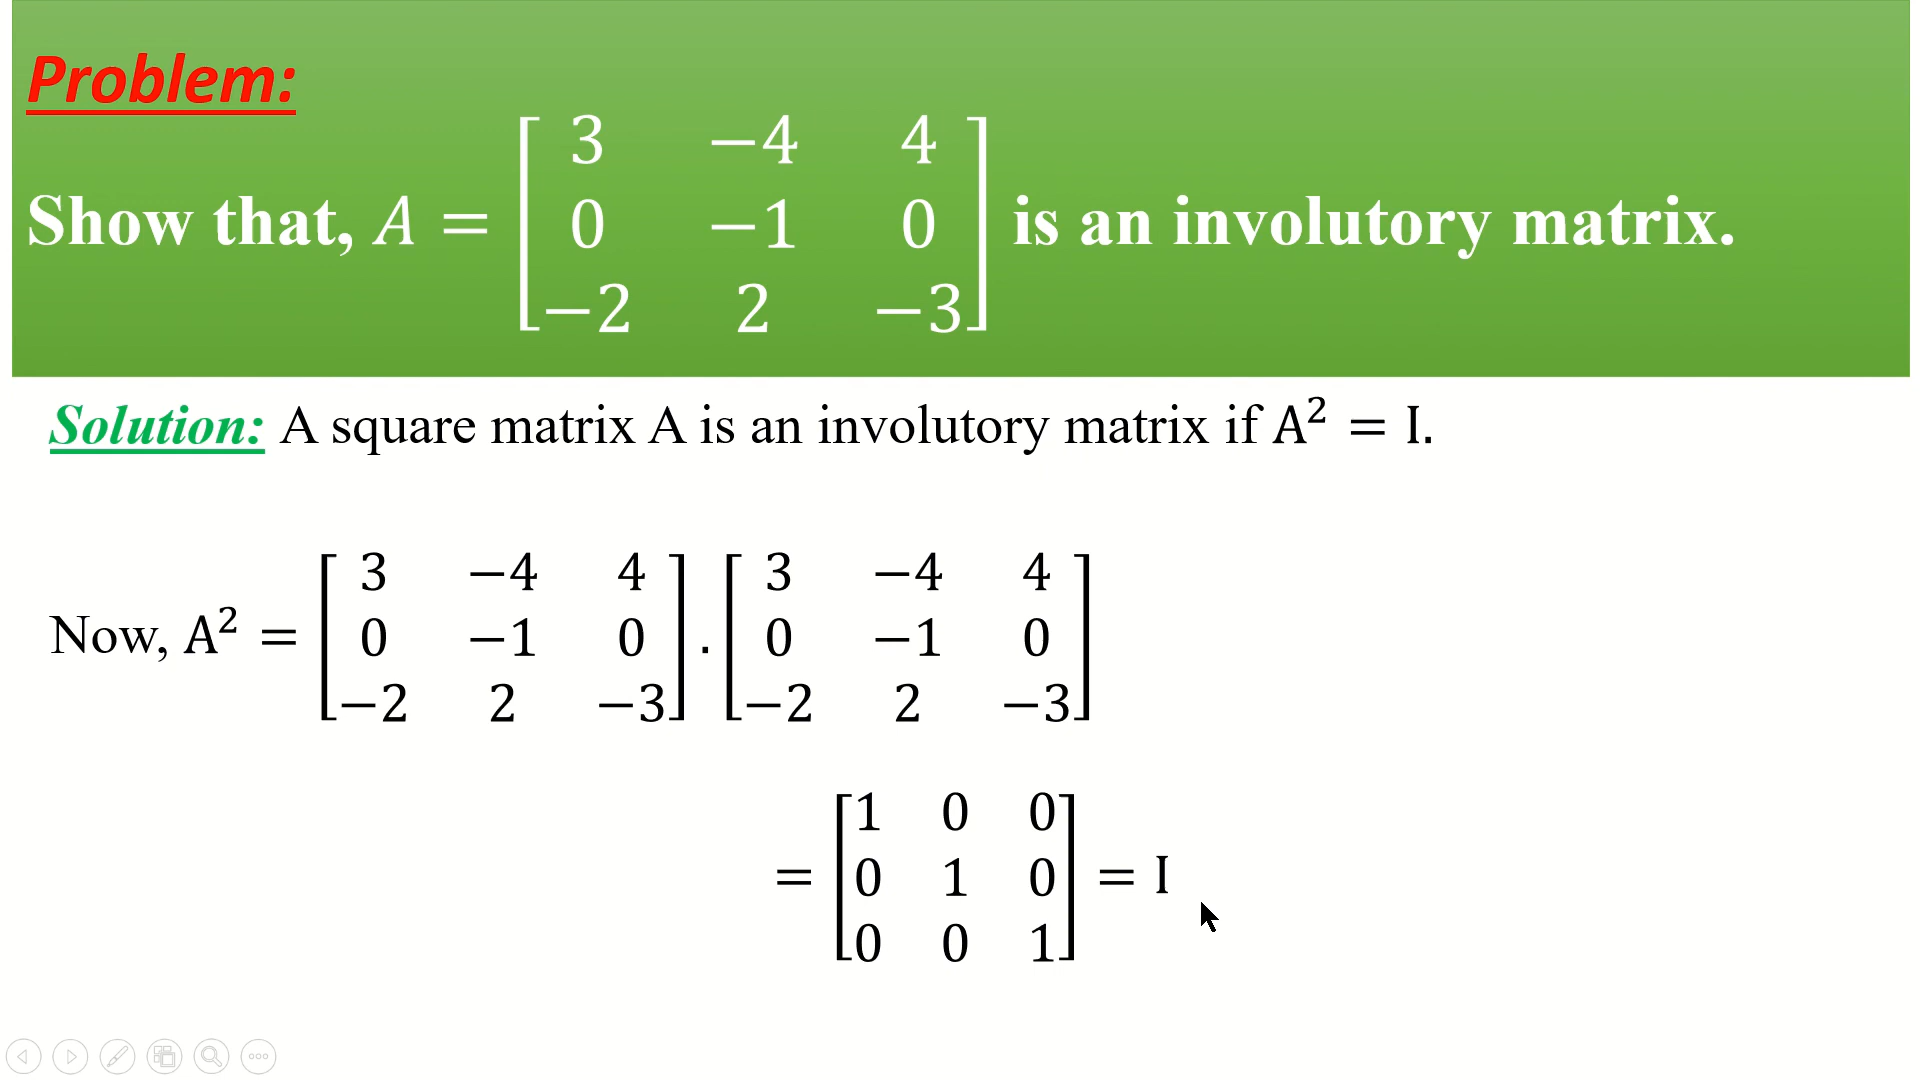 Problem:
Show that, A = [3 −4 4; 0 −1 0; −2 2 −3] is an involutory matrix.
Solution: A square matrix A is an involutory matrix if A² = I.
Now, A² = [3 −4 4; 0 −1 0; −2 2 −3] . [3 −4 4; 0 −1 0; −2 2 −3]
= [1 0 0; 0 1 0; 0 0 1] = I